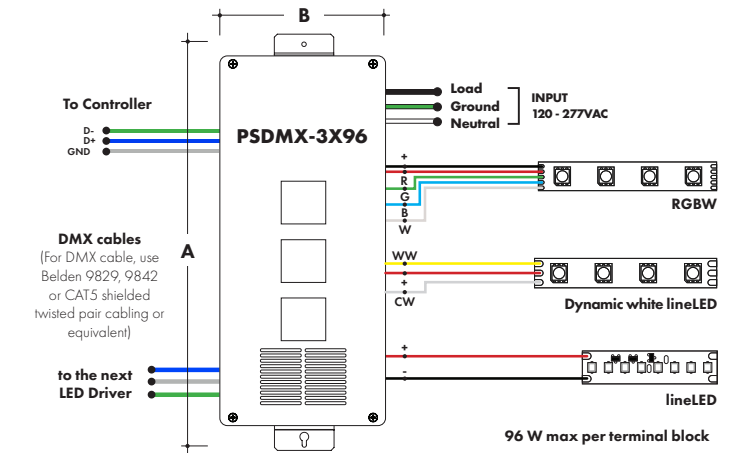 B
To Controller
D-
D+
GND
PSDMX-3X96
Load
Ground
Neutral
INPUT
120 - 277VAC
+
R
G
B
W
RGBW
DMX cables
(For DMX cable, use
Belden 9829, 9842
or CAT5 shielded
twisted pair cabling or
equivalent)
A
WW
+
CW
Dynamic white lineLED
to the next
LED Driver
+
-
lineLED
96 W max per terminal block